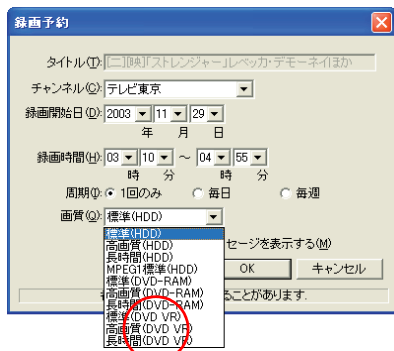 録画予約
タイトル(T): [二][映]「ストレンジャー」レベッカ・デモーネイほか
チャンネル(C): テレビ東京
録画開始日(D): 2003 11 29
年 月 日
録画時間(H): 03 10 ～ 04 55
時 分 時 分
周期(I): 1回のみ 毎日 毎週
画質(Q): 標準(HDD)
標準(HDD)
高画質(HDD)
長時間(HDD)
セージを表示する(M)
MPEG1標準(HDD)
標準(DVD-RAM)
OK キャンセル
高画質(DVD-RAM)
長時間(DVD-RAM)
ることがあります.
標準(DVD VR)
高画質(DVD VR)
長時間(DVD VR)